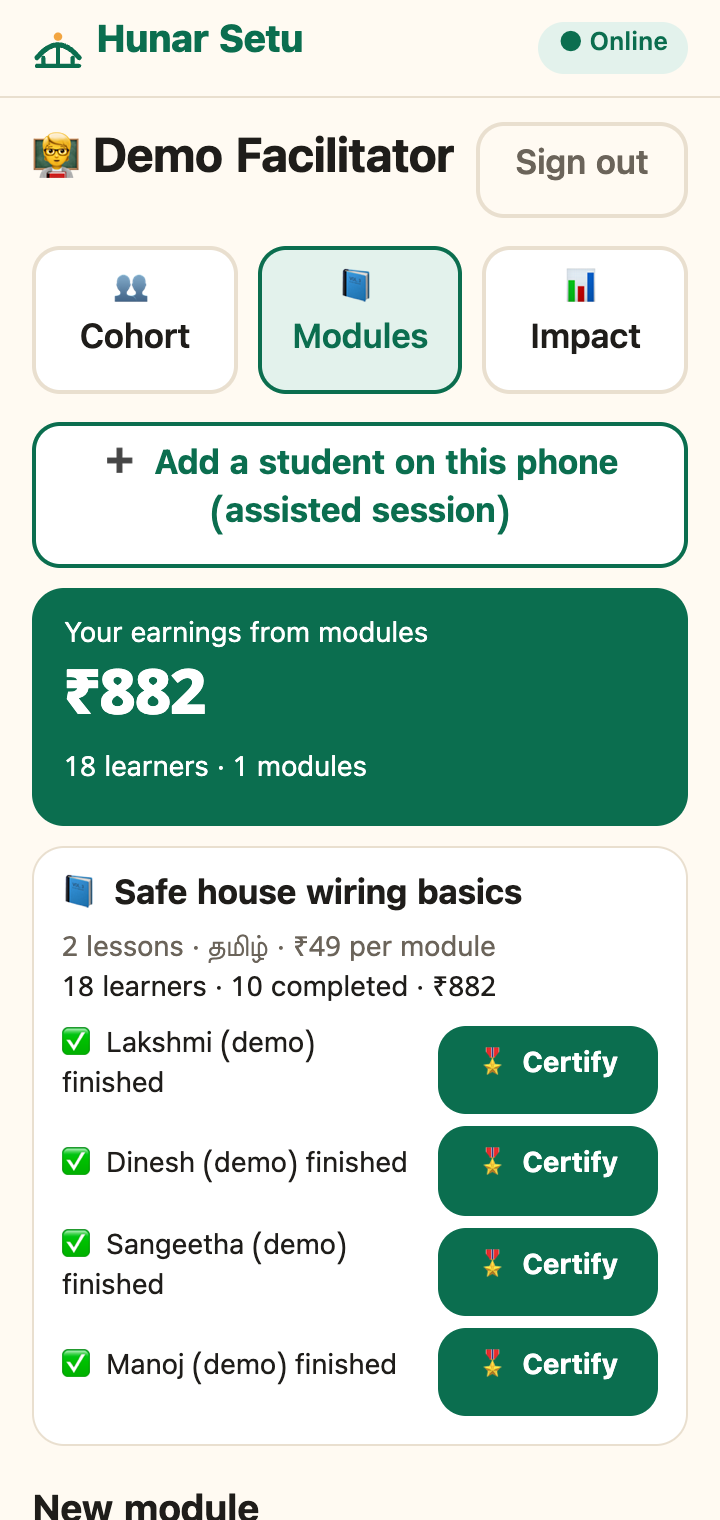 Hunar Setu
Online
Demo Facilitator
Sign out
Cohort
Modules
Impact
➕ Add a student on this phone
(assisted session)
Your earnings from modules
₹882
18 learners · 1 modules
Safe house wiring basics
2 lessons · தமிழ் · ₹49 per module
18 learners · 10 completed · ₹882
✅ Lakshmi (demo)
finished
🎖️ Certify
✅ Dinesh (demo) finished
🎖️ Certify
✅ Sangeetha (demo)
finished
🎖️ Certify
✅ Manoj (demo) finished
🎖️ Certify
New module